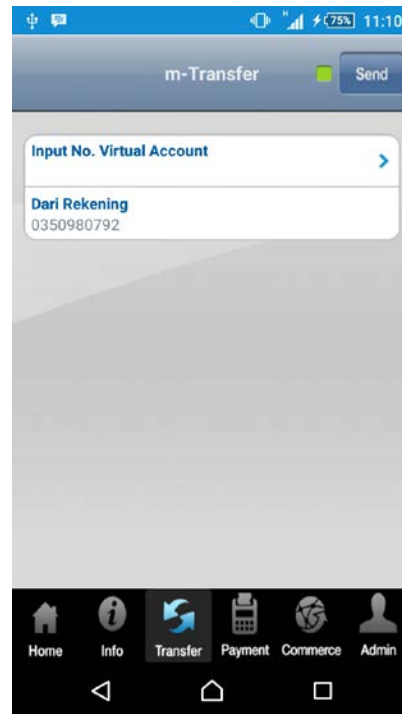 75% 11:10
m-Transfer
Send
Input No. Virtual Account
Dari Rekening
0350980792
Home Info Transfer Payment Commerce Admin